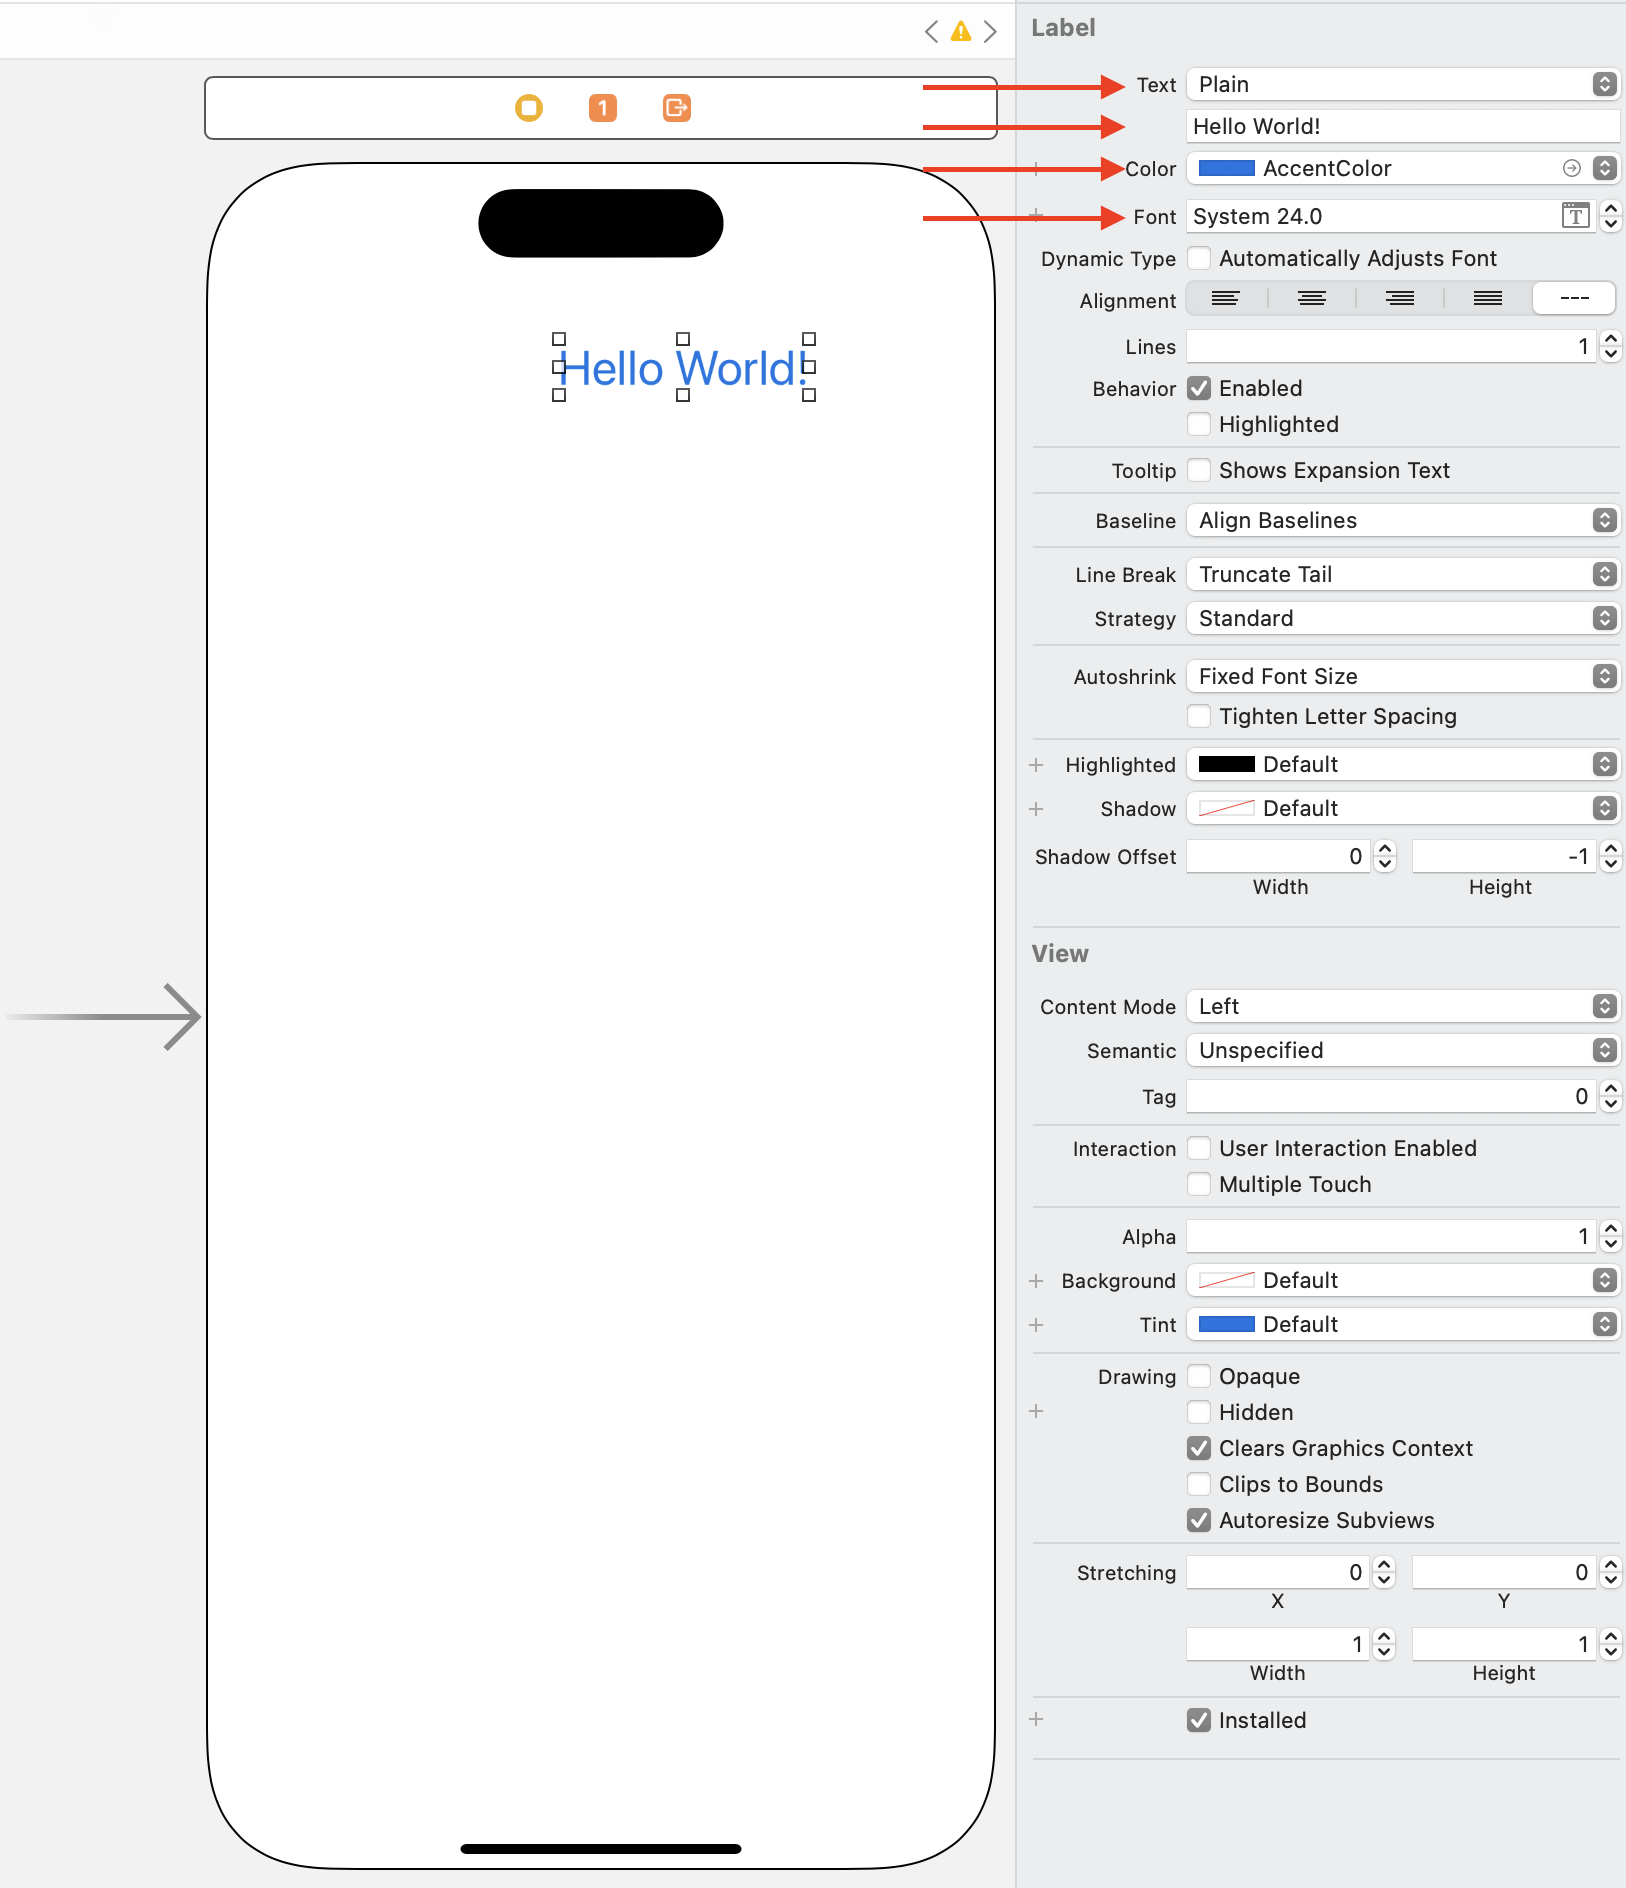 Label
1
Text Plain
Hello World!
Color AccentColor
Font System 24.0 T
Dynamic Type Automatically Adjusts Font
Alignment ---
Hello World!
Lines 1
Behavior Enabled
Highlighted
Tooltip Shows Expansion Text
Baseline Align Baselines
Line Break Truncate Tail
Strategy Standard
Autoshrink Fixed Font Size
Tighten Letter Spacing
Highlighted Default
Shadow Default
Shadow Offset 0 -1
Width Height
View
Content Mode Left
Semantic Unspecified
Tag 0
Interaction User Interaction Enabled
Multiple Touch
Alpha 1
Background Default
Tint Default
Drawing Opaque
Hidden
Clears Graphics Context
Clips to Bounds
Autoresize Subviews
Stretching 0 0
X Y
1 1
Width Height
Installed